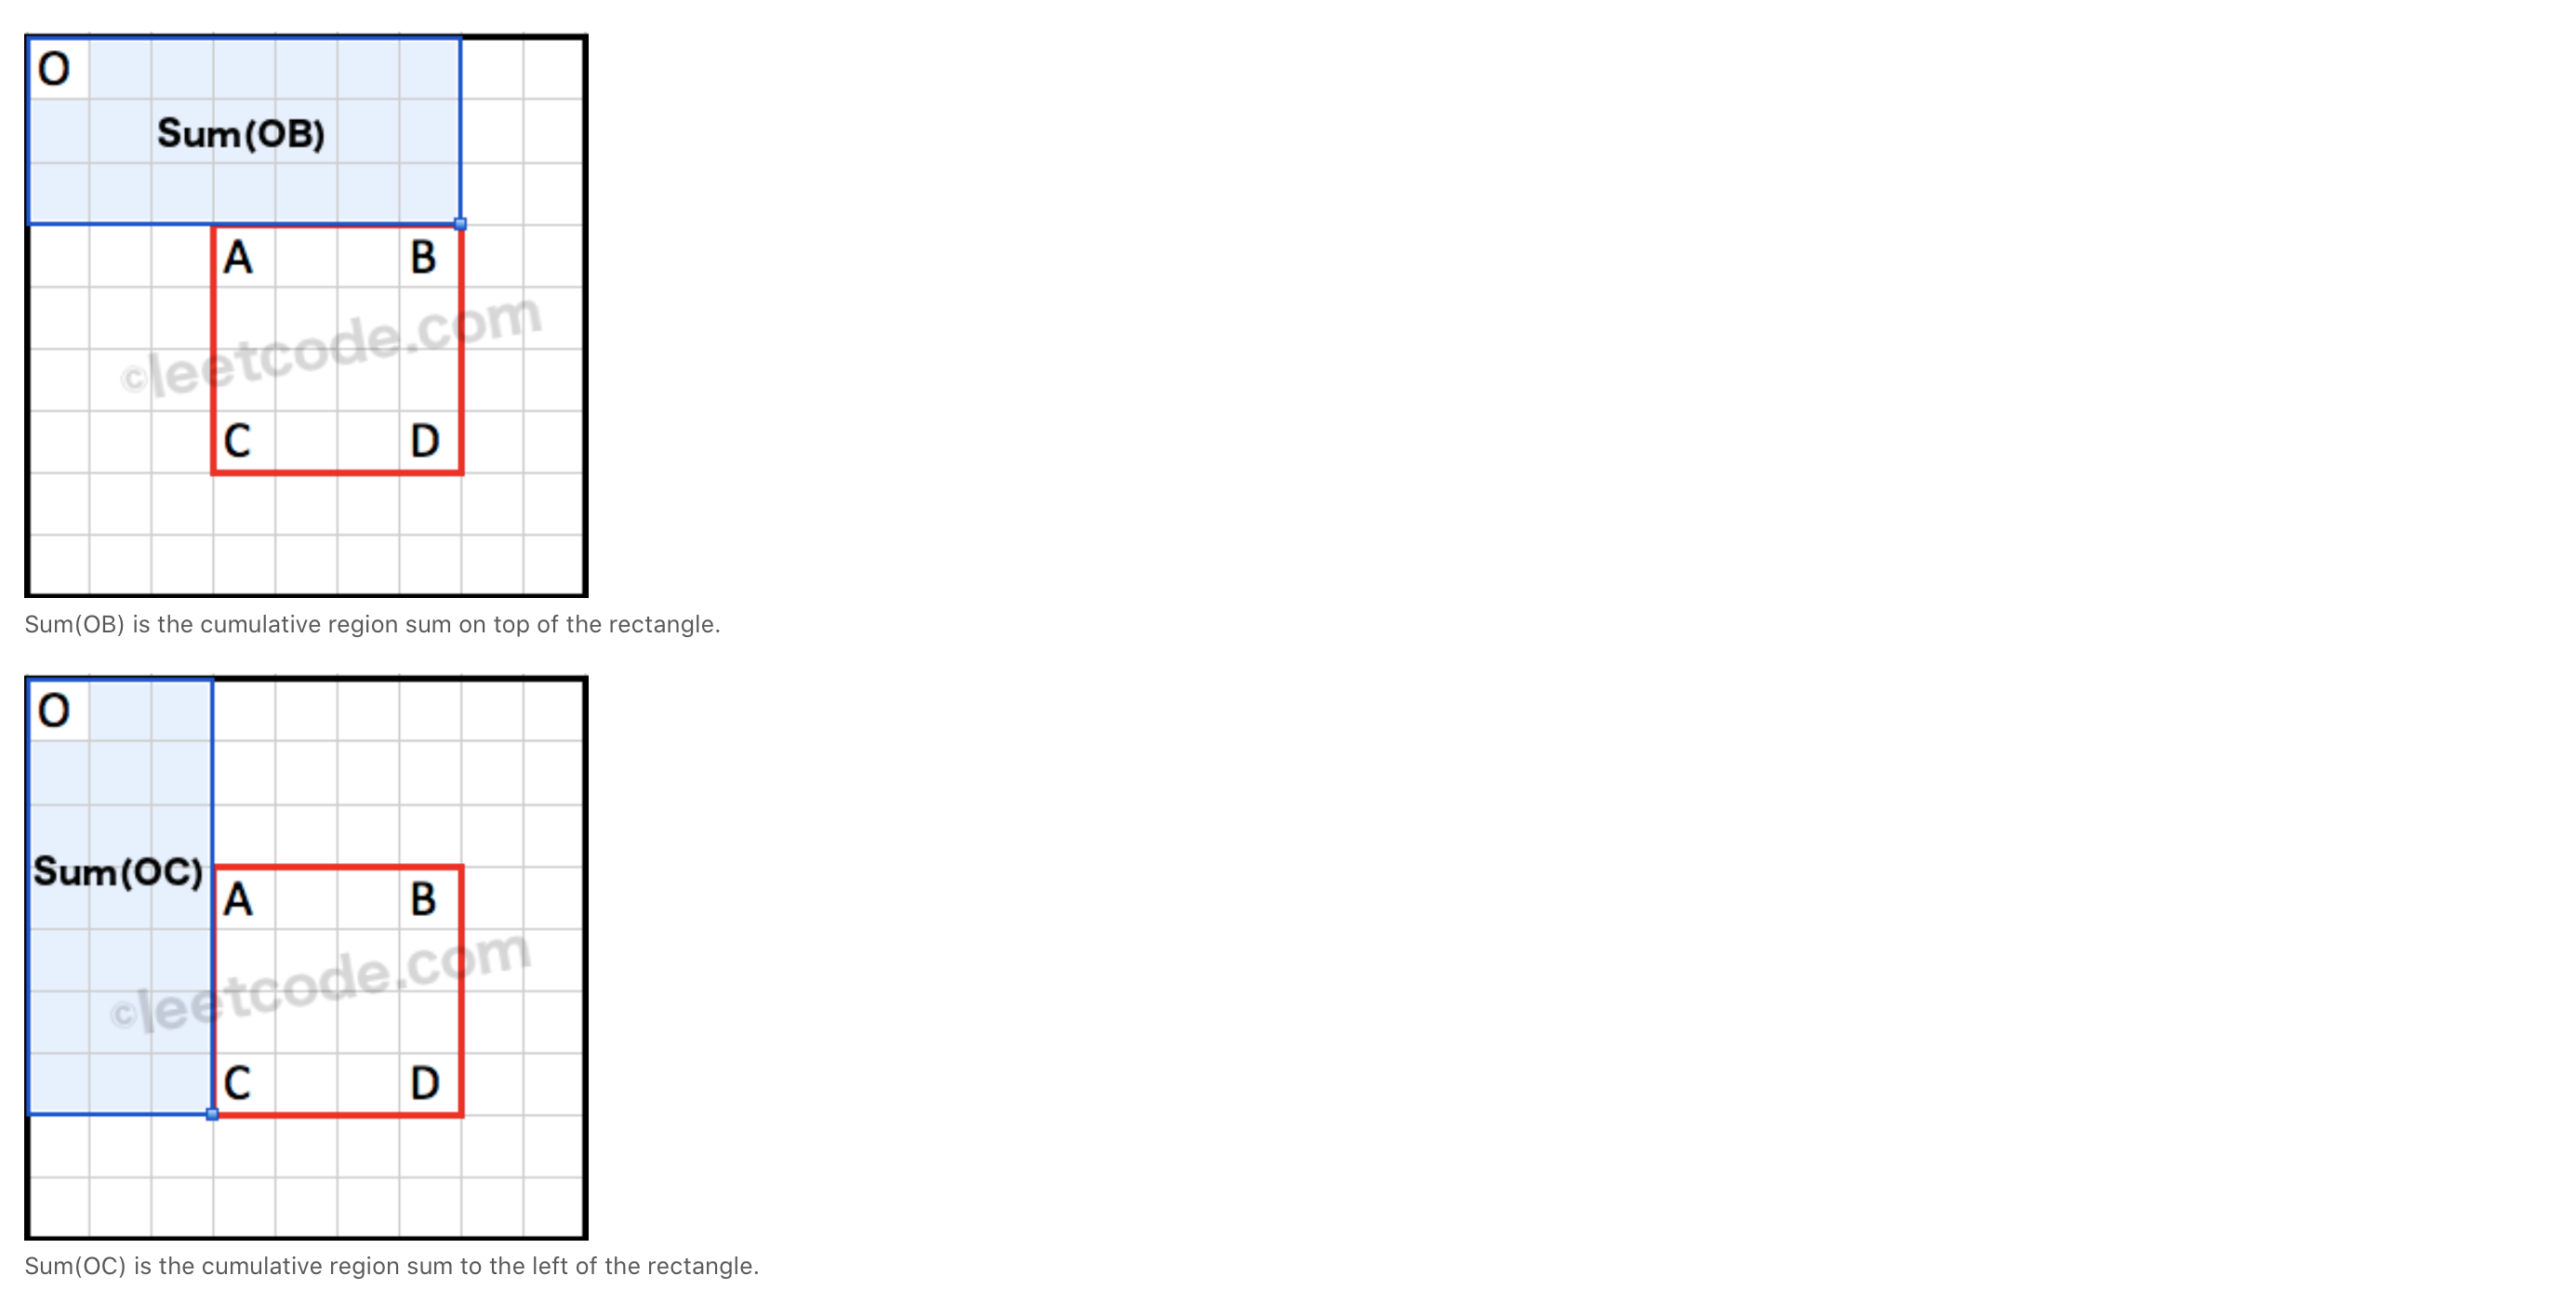 O
Sum(OB)
A B
©leetcode.com
C D
Sum(OB) is the cumulative region sum on top of the rectangle.
O
Sum(OC)
A B
©leetcode.com
C D
Sum(OC) is the cumulative region sum to the left of the rectangle.